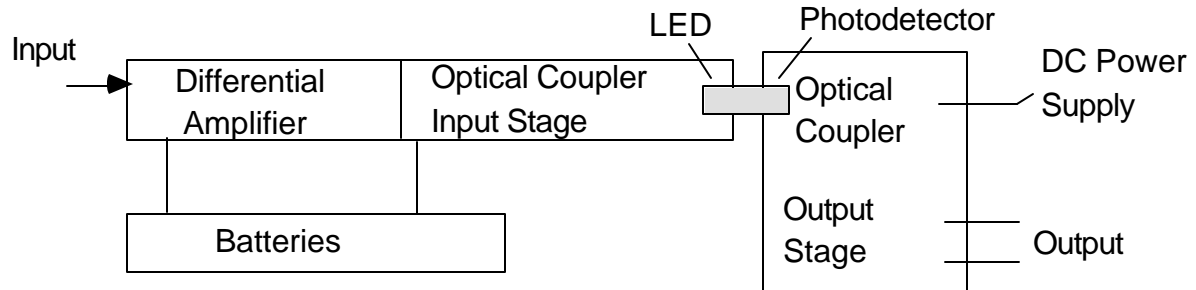 LED
Photodetector
Input
Differential
Amplifier
Optical Coupler
Input Stage
Optical
Coupler
DC Power
Supply
Batteries
Output
Stage
Output